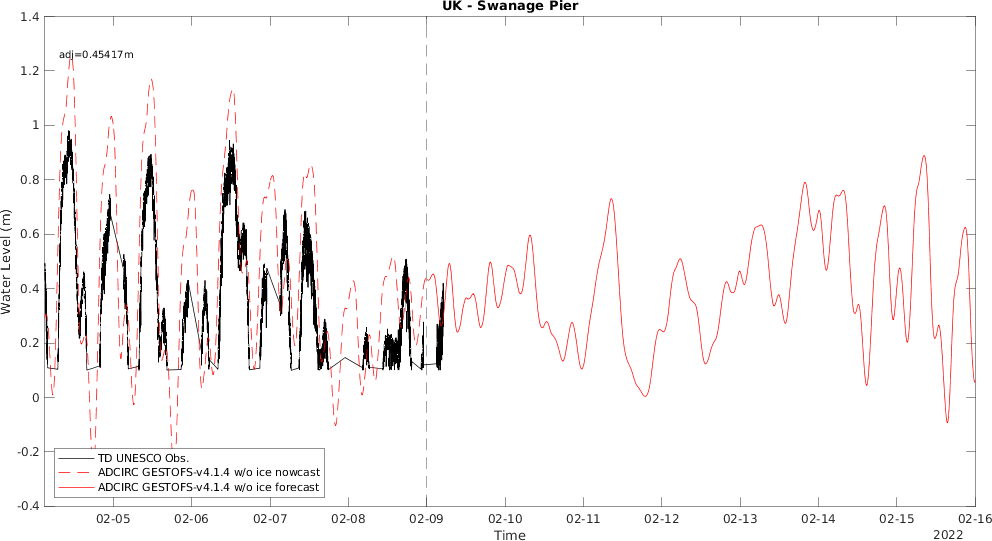 UK - Swanage Pier
1.4
adj=0.45417m
1.2
1
0.8
0.6
0.4
0.2
0
-0.2
-0.4
Water Level (m)
TD UNESCO Obs.
ADCIRC GESTOFS-v4.1.4 w/o ice nowcast
ADCIRC GESTOFS-v4.1.4 w/o ice forecast
02-05 02-06 02-07 02-08 02-09 02-10 02-11 02-12 02-13 02-14 02-15 02-16
Time
2022